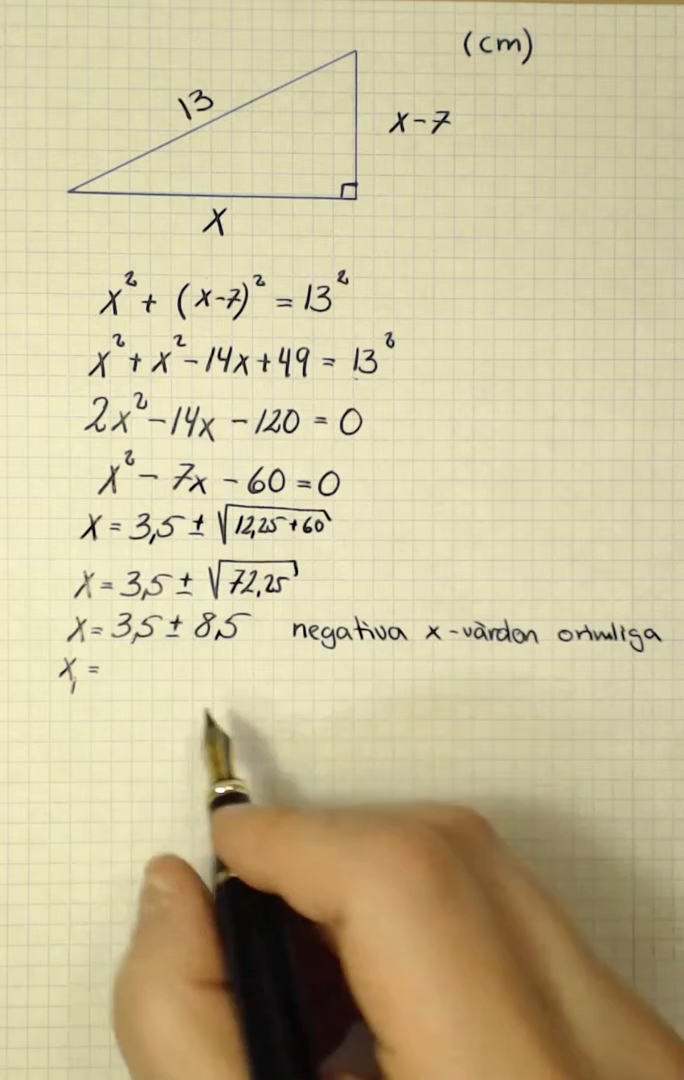 (cm)
13
x-7
x
x² + (x-7)² = 13²
x² + x² - 14x + 49 = 13²
2x² - 14x - 120 = 0
x² - 7x - 60 = 0
x = 3,5 ± √12,25 + 60
x = 3,5 ± √72,25
x = 3,5 ± 8,5 negativa x-värden orimliga
x₁ =